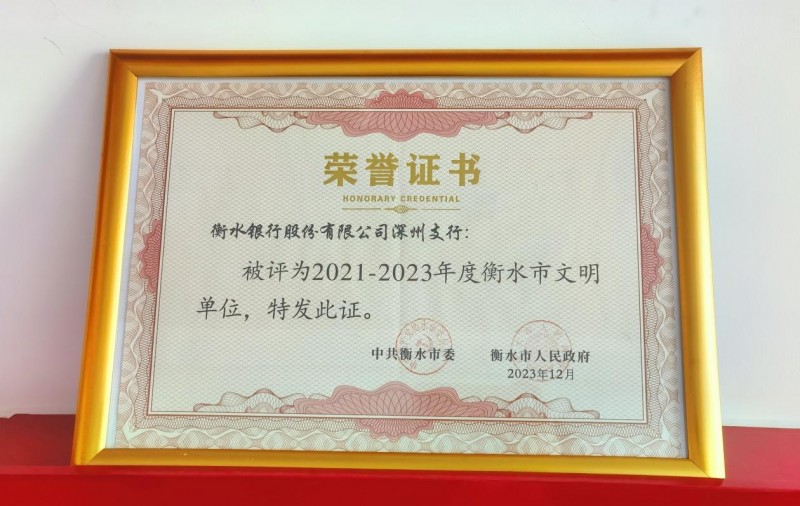 荣誉证书
HONORARY CREDENTIAL
衡水银行股份有限公司深州支行：
被评为2021-2023年度衡水市文明
单位，特发此证。
中共衡水市委 衡水市人民政府
2023年12月